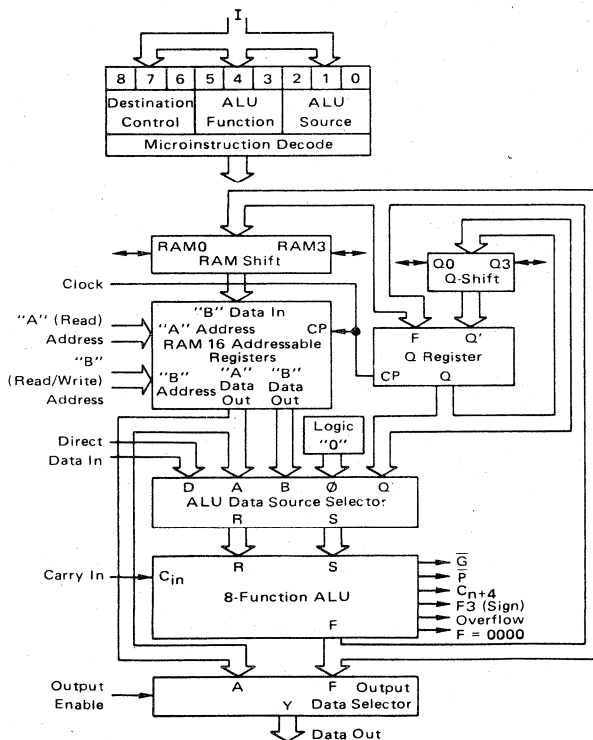 I
8 7 6 5 4 3 2 1 0
Destination Control
ALU Function
ALU Source
Microinstruction Decode
RAM0 RAM3
RAM Shift
Q0 Q3
Q-Shift
Clock
"B" Data In
"A" (Read)
Address
"A" Address
CP
RAM 16 Addressable
Registers
F Q'
Q Register
CP Q
"B"
(Read/Write)
Address
"B"
Address
"A"
Data
Out
"B"
Data
Out
Logic
"0"
Direct
Data In
D A B Ø Q
ALU Data Source Selector
R S
R S
Carry In
Cin
8-Function ALU
F
G̅
P̅
Cn+4
F3 (Sign)
Overflow
F = 0000
Output
Enable
A F Output
Y Data Selector
Data Out